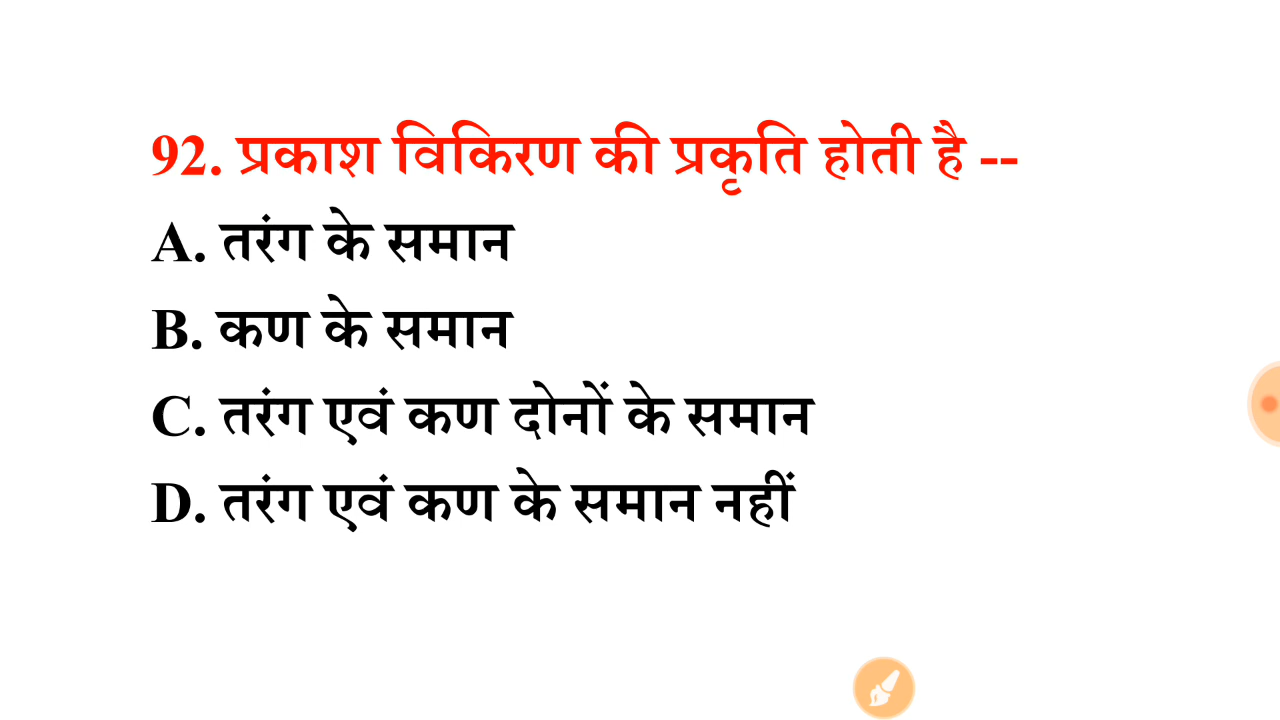 92. प्रकाश विकिरण की प्रकृति होती है --
A. तरंग के समान
B. कण के समान
C. तरंग एवं कण दोनों के समान
D. तरंग एवं कण के समान नहीं